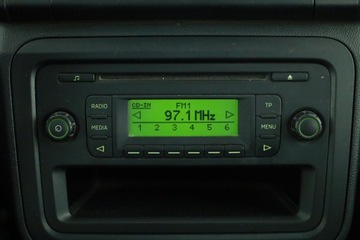 RADIO
CD-IN FM1
97.1 MHz
1 2 3 4 5 6
TP
MEDIA
MENU